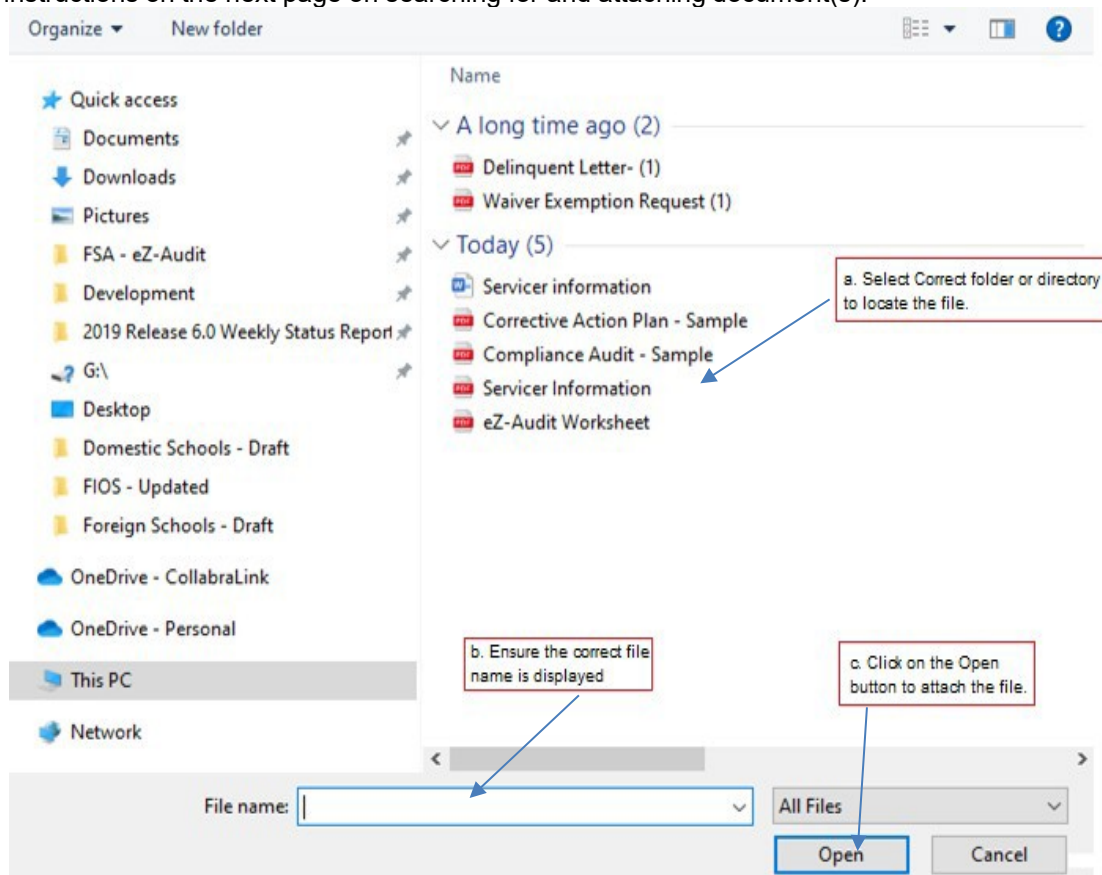 instructions on the next page on searching for and attaching document(s).
Organize New folder
Quick access
Documents
Downloads
Pictures
FSA - eZ-Audit
Development
2019 Release 6.0 Weekly Status Report
G:\
Desktop
Domestic Schools - Draft
FIOS - Updated
Foreign Schools - Draft
OneDrive - CollabraLink
OneDrive - Personal
This PC
Network
Name
A long time ago (2)
Delinquent Letter- (1)
Waiver Exemption Request (1)
Today (5)
Servicer information
Corrective Action Plan - Sample
Compliance Audit - Sample
Servicer Information
eZ-Audit Worksheet
a. Select Correct folder or directory
to locate the file.
b. Ensure the correct file
name is displayed
c. Click on the Open
button to attach the file.
File name: All Files
Open Cancel